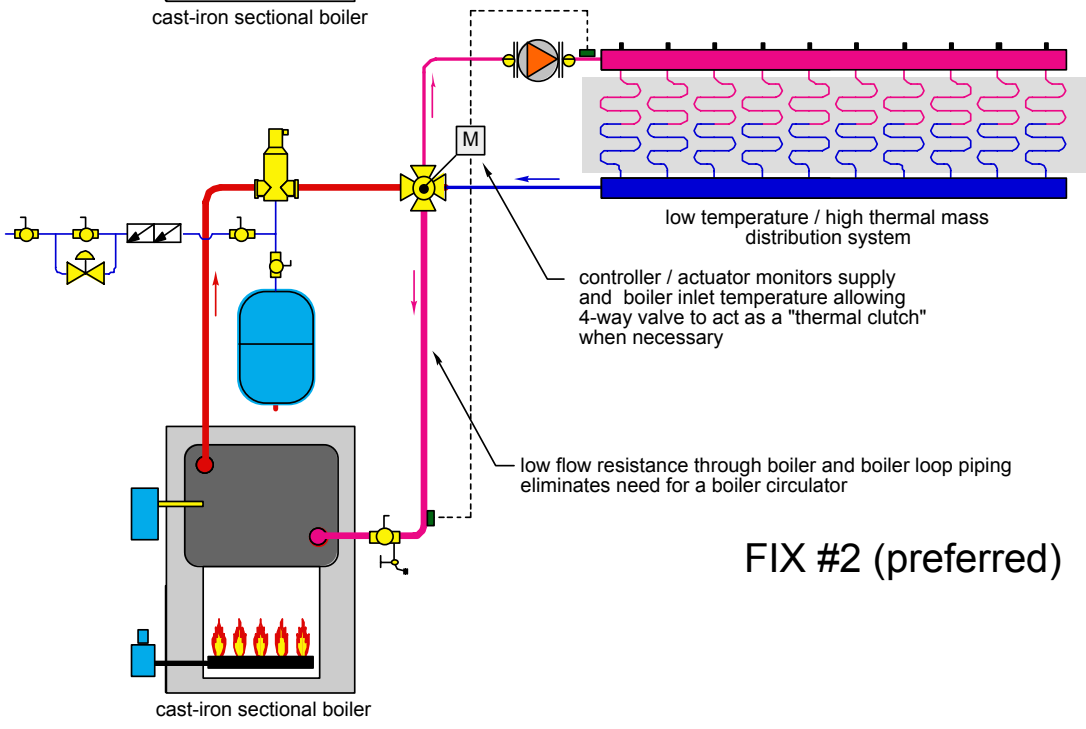 cast-iron sectional boiler
M
low temperature / high thermal mass
distribution system
controller / actuator monitors supply
and boiler inlet temperature allowing
4-way valve to act as a "thermal clutch"
when necessary
low flow resistance through boiler and boiler loop piping
eliminates need for a boiler circulator
FIX #2 (preferred)
cast-iron sectional boiler